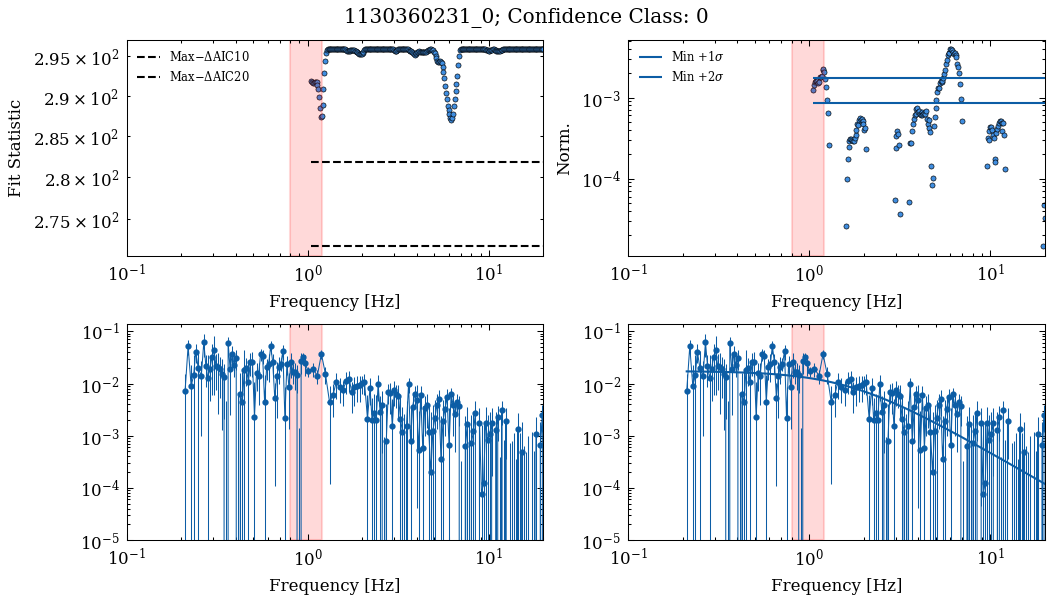 1130360231_0; Confidence Class: 0
Fit Statistic
2.95 × 10²
2.9 × 10²
2.85 × 10²
2.8 × 10²
2.75 × 10²
Max−ΔAIC10
Max−ΔAIC20
10⁻¹ 10⁰ 10¹
Frequency [Hz]
Norm.
10⁻³
10⁻⁴
Min +1σ
Min +2σ
10⁻¹ 10⁰ 10¹
Frequency [Hz]
10⁻¹
10⁻²
10⁻³
10⁻⁴
10⁻⁵
10⁻¹ 10⁰ 10¹
Frequency [Hz]
10⁻¹
10⁻²
10⁻³
10⁻⁴
10⁻⁵
10⁻¹ 10⁰ 10¹
Frequency [Hz]